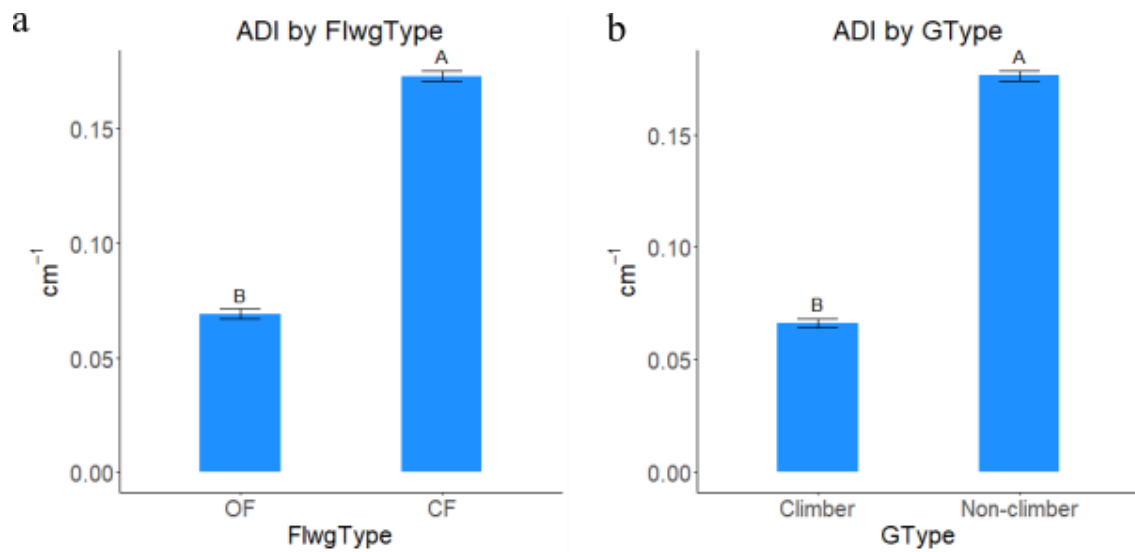 a
ADI by FlwgType
A
B
0.15
0.10
0.05
0.00
cm⁻¹
OF
CF
FlwgType
b
ADI by GType
A
B
0.15
0.10
0.05
0.00
cm⁻¹
Climber
Non-climber
GType